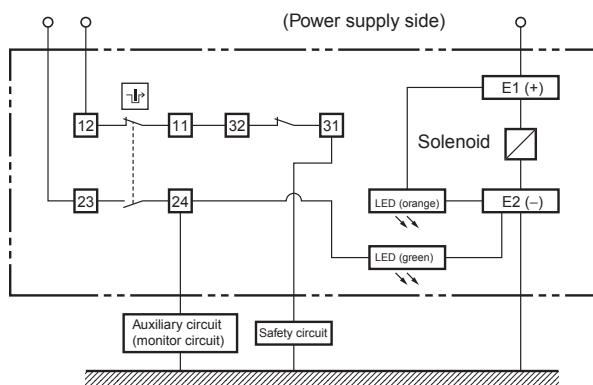 (Power supply side)
E1 (+)
12
11
32
31
Solenoid
23
24
LED (orange)
E2 (−)
LED (green)
Auxiliary circuit
(monitor circuit)
Safety circuit